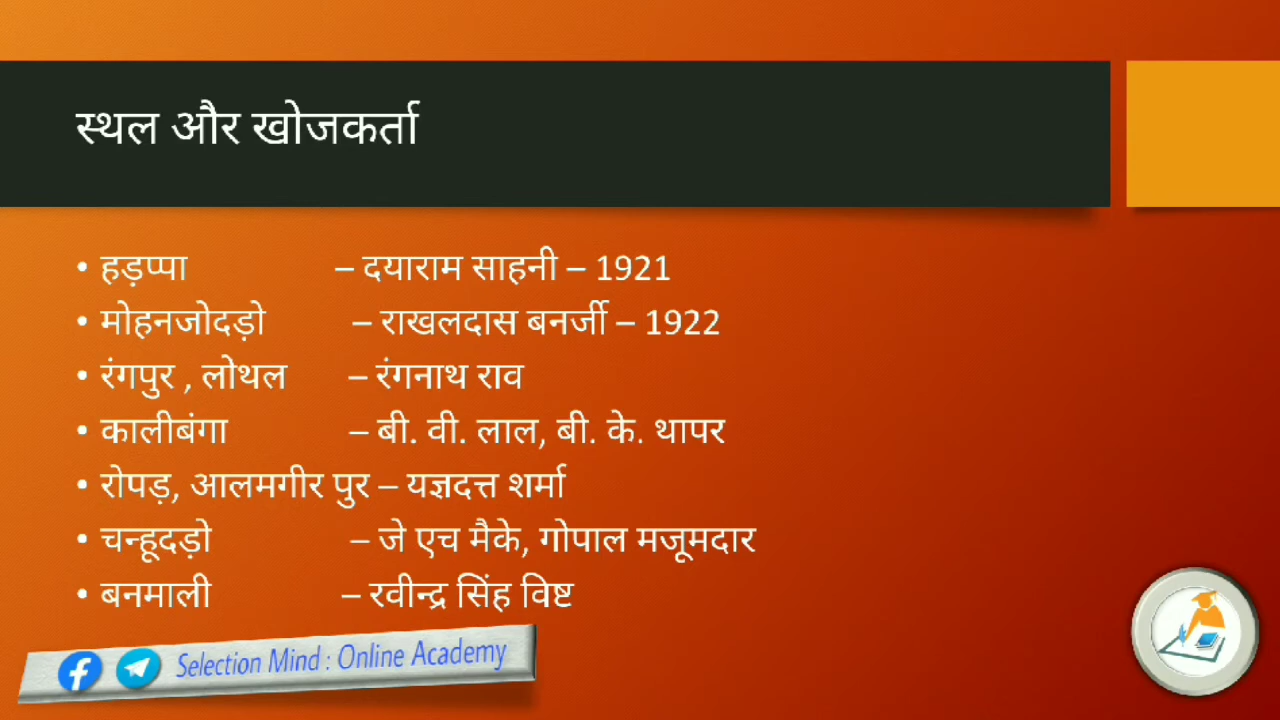 स्थल और खोजकर्ता
• हड़प्पा – दयाराम साहनी – 1921
• मोहनजोदड़ो – राखलदास बनर्जी – 1922
• रंगपुर , लोथल – रंगनाथ राव
• कालीबंगा – बी. वी. लाल, बी. के. थापर
• रोपड़, आलमगीर पुर – यज्ञदत्त शर्मा
• चन्हूदड़ो – जे एच मैके, गोपाल मजूमदार
• बनमाली – रवीन्द्र सिंह विष्ट
Selection Mind : Online Academy